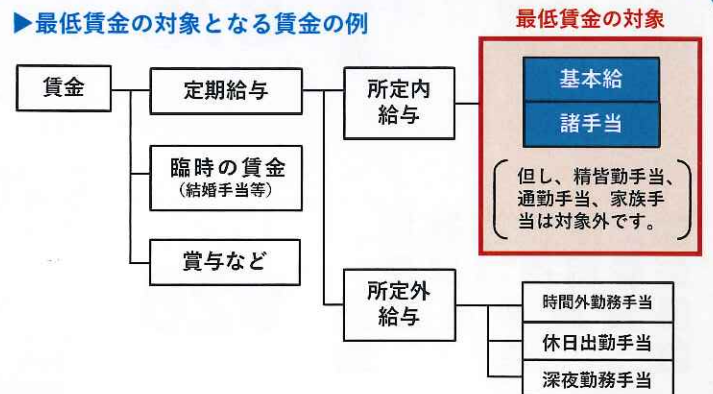 ▶最低賃金の対象となる賃金の例
最低賃金の対象
賃金
定期給与
臨時の賃金
(結婚手当等)
賞与など
所定内
給与
基本給
諸手当
但し、精皆勤手当、
通勤手当、家族手
当は対象外です。
所定外
給与
時間外勤務手当
休日出勤手当
深夜勤務手当